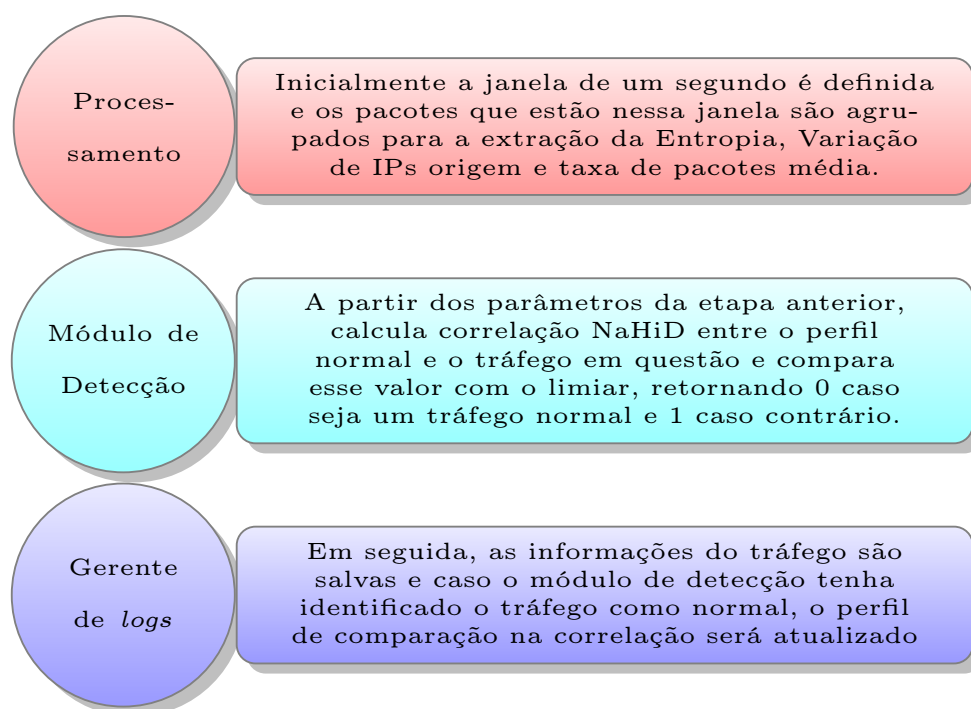 Proces-
samento
Inicialmente a janela de um segundo é definida
e os pacotes que estão nessa janela são agru-
pados para a extração da Entropia, Variação
de IPs origem e taxa de pacotes média.
Módulo de
Detecção
A partir dos parâmetros da etapa anterior,
calcula correlação NaHiD entre o perfil
normal e o tráfego em questão e compara
esse valor com o limiar, retornando 0 caso
seja um tráfego normal e 1 caso contrário.
Gerente
de logs
Em seguida, as informações do tráfego são
salvas e caso o módulo de detecção tenha
identificado o tráfego como normal, o perfil
de comparação na correlação será atualizado